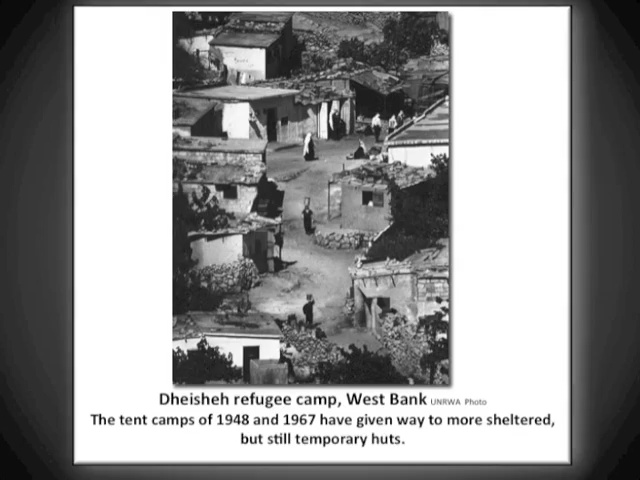 Dheisheh refugee camp, West Bank UNRWA Photo
The tent camps of 1948 and 1967 have given way to more sheltered,
but still temporary huts.